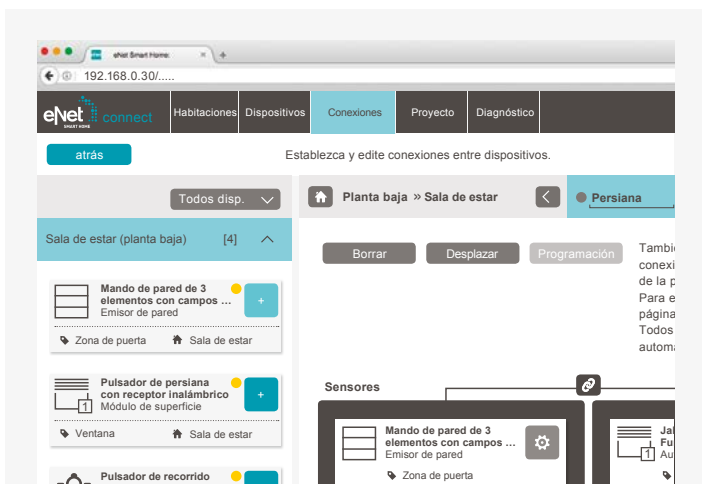 eNet Smart Home:
192.168.0.30/.....
eNet connect
SMART HOME
Habitaciones Dispositivos Conexiones Proyecto Diagnóstico
atrás
Establezca y edite conexiones entre dispositivos.
Todos disp.
Planta baja » Sala de estar
Persiana
Sala de estar (planta baja) [4]
Borrar Desplazar Programación
Tambi
conexi
de la p
Para e
página
Todos
automa
Mando de pared de 3
elementos con campos ...
Emisor de pared
+
Zona de puerta Sala de estar
Pulsador de persiana
con receptor inalámbrico
Módulo de superficie
1
+
Ventana Sala de estar
Pulsador de recorrido
Sensores
Mando de pared de 3
elementos con campos ...
Emisor de pared
Zona de puerta
Jal
Fu
Au
1